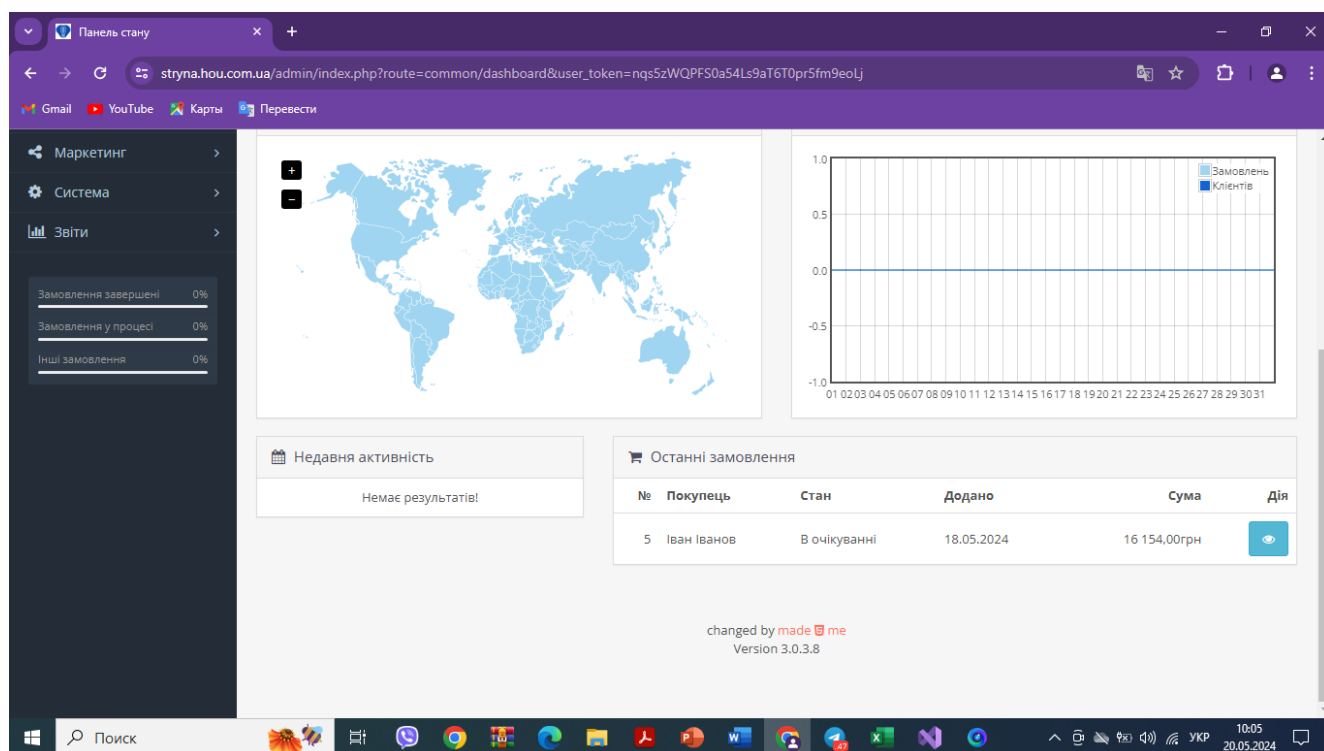 Панель стану
stryna.hou.com.ua/admin/index.php?route=common/dashboard&user_token=nqs5zWQPFS0a54Ls9aT6T0pr5fm9eoLj
Gmail YouTube Карты Перевести
Маркетинг
Система
Звіти
Замовлення завершені 0%
Замовлення у процесі 0%
Інші замовлення 0%
+
−
1.0
0.5
0.0
-0.5
-1.0
Замовлень
Клієнтів
01 02 03 04 05 06 07 08 09 10 11 12 13 14 15 16 17 18 19 20 21 22 23 24 25 26 27 28 29 30 31
Недавня активність
Немає результатів!
Останні замовлення
№ Покупець Стан Додано Сума Дія
5 Іван Іванов В очікуванні 18.05.2024 16 154,00грн
changed by made 5 me
Version 3.0.3.8
Поиск
47
УКР
10:05
20.05.2024